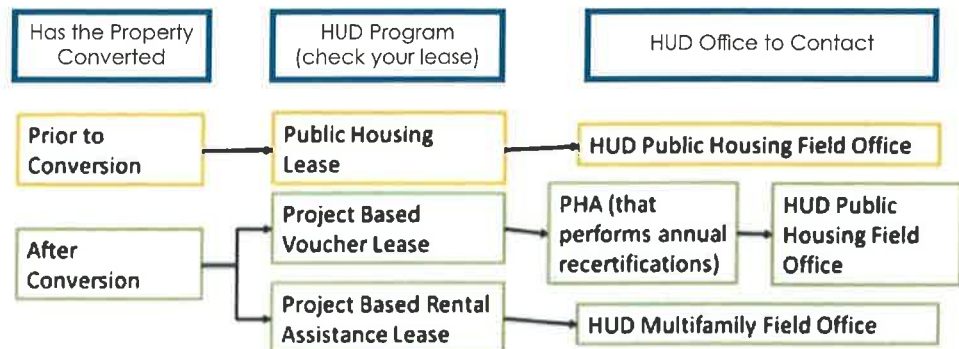 Has the Property
Converted
HUD Program
(check your lease)
HUD Office to Contact
Prior to
Conversion
Public Housing
Lease
HUD Public Housing Field Office
After
Conversion
Project Based
Voucher Lease
PHA (that
performs annual
recertifications)
HUD Public
Housing Field
Office
Project Based Rental
Assistance Lease
HUD Multifamily Field Office